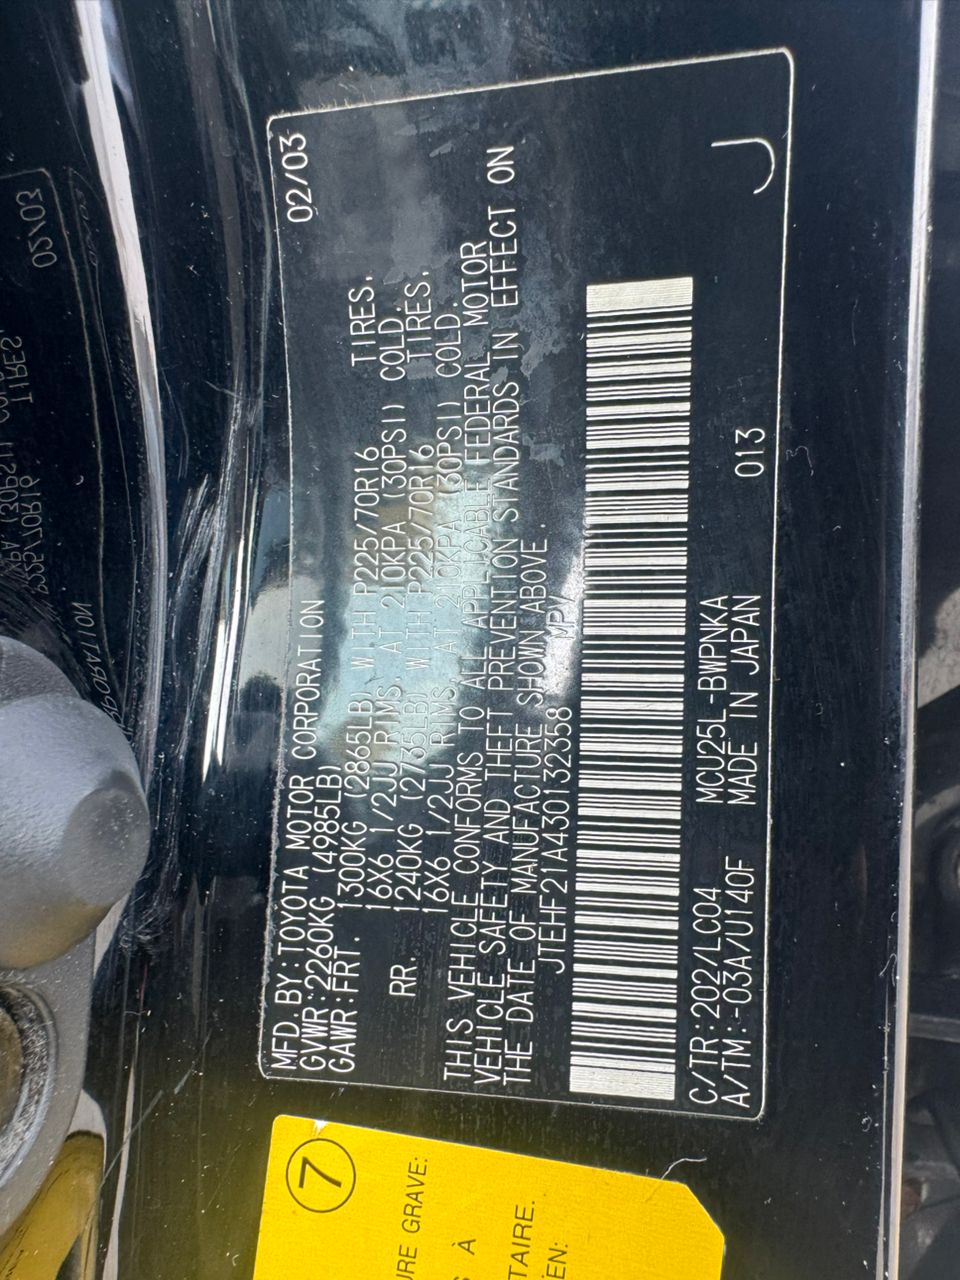 MFD. BY: TOYOTA MOTOR CORPORATION 02/03
GVWR: 2260KG (4985LB)
GAWR: FRT. 1300KG (2865LB) WITH P225/70R16 TIRES.
16X6 1/2JJ RIMS. AT 210KPA (30PSI) COLD.
RR. 1240KG (2735LB) WITH P225/70R16 TIRES.
16X6 1/2JJ RIMS, AT 210KPA (30PSI) COLD.
THIS VEHICLE CONFORMS TO ALL APPLICABLE FEDERAL MOTOR
VEHICLE SAFETY AND THEFT PREVENTION STANDARDS IN EFFECT ON
THE DATE OF MANUFACTURE SHOWN ABOVE.
JTEHF21A430132358 MPV
C/TR: 202/LC04 MCU25L-BWPNKA
A/TM: -03A/U140F MADE IN JAPAN 013 J
7
URE GRAVE:
S À
TAIRE.
EN: